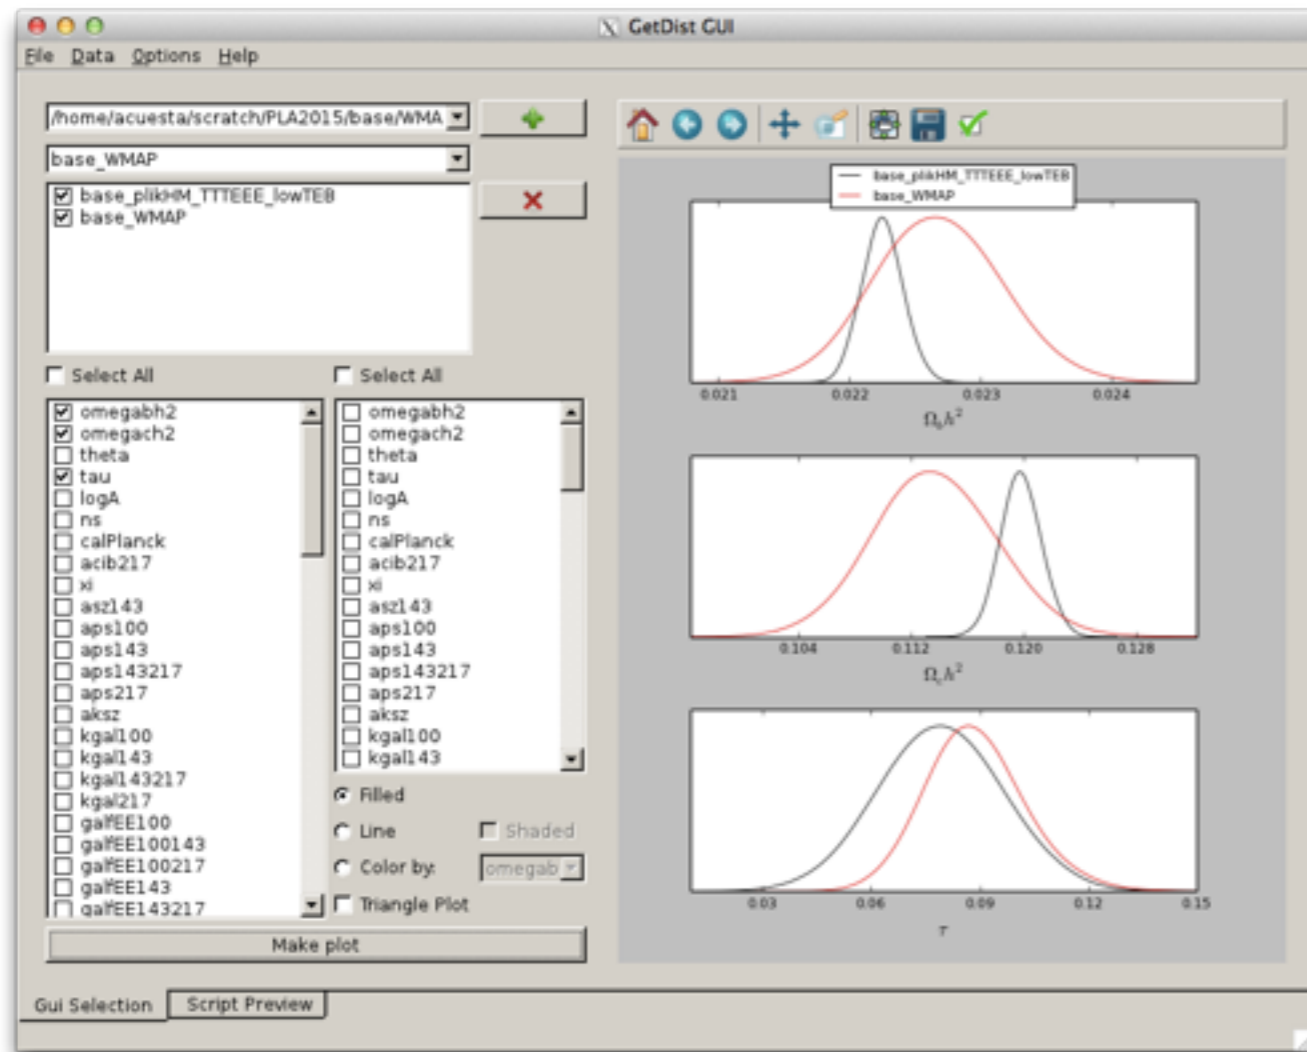 GetDist GUI
File Data Options Help
/home/acuesta/scratch/PLA2015/base/WMA
base_WMAP
base_plikHM_TTTEEE_lowTEB
base_WMAP
Select All
omegabh2
omegach2
theta
tau
logA
ns
calPlanck
acib217
xi
asz143
aps100
aps143
aps143217
aps217
aksz
kgal100
kgal143
kgal143217
kgal217
galfEE100
galfEE100143
galfEE100217
galfEE143
galfEE143217
Select All
omegabh2
omegach2
theta
tau
logA
ns
calPlanck
acib217
xi
asz143
aps100
aps143
aps143217
aps217
aksz
kgal100
kgal143
Filled
Line Shaded
Color by: omegab
Triangle Plot
Make plot
base_plikHM_TTTEEE_lowTEB
base_WMAP
0.021 0.022 0.023 0.024
Ω_b h²
0.104 0.112 0.120 0.128
Ω_c h²
0.03 0.06 0.09 0.12 0.15
τ
Gui Selection Script Preview